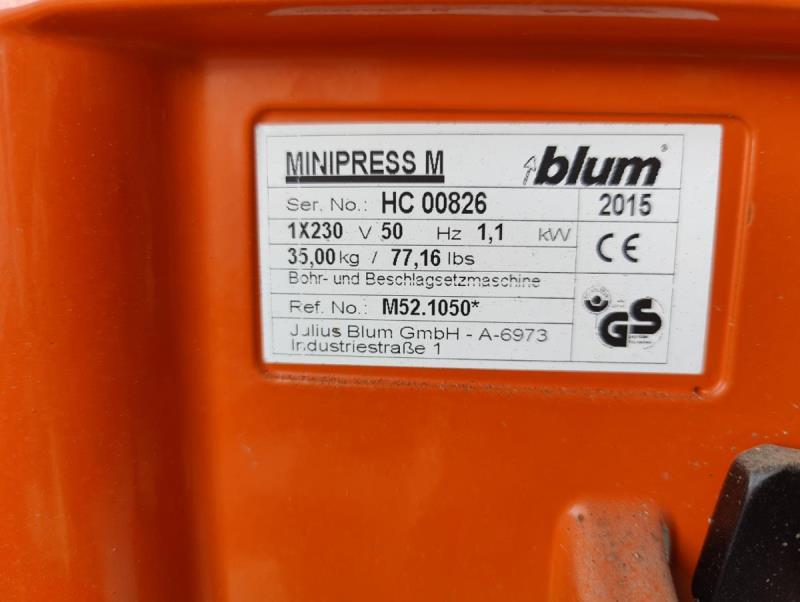 MINIPRESS M
blum®
Ser. No.: HC 00826
2015
1X230 V 50 Hz 1,1 kW
CE
35,00 kg / 77,16 lbs
Bohr- und Beschlagsetzmaschine
Ref. No.: M52.1050*
GS
Julius Blum GmbH - A-6973
Industriestraße 1